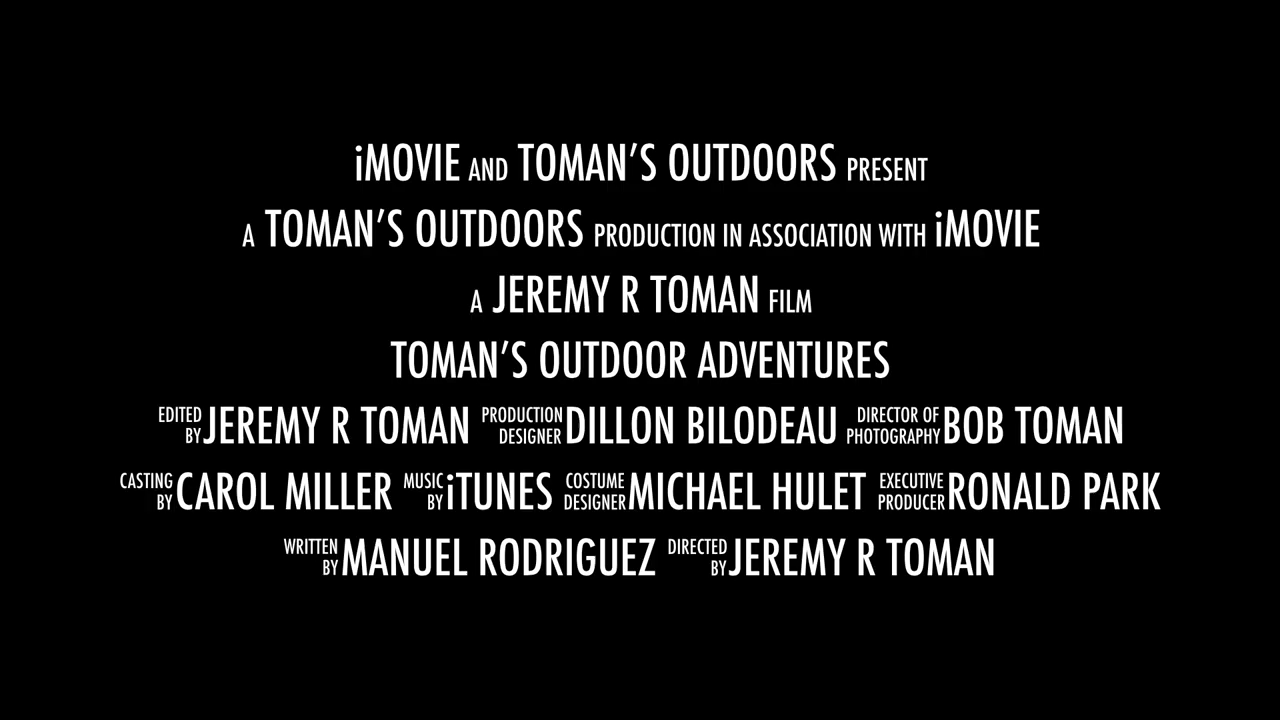 iMOVIE AND TOMAN'S OUTDOORS PRESENT
A TOMAN'S OUTDOORS PRODUCTION IN ASSOCIATION WITH iMOVIE
A JEREMY R TOMAN FILM
TOMAN'S OUTDOOR ADVENTURES
EDITED BY JEREMY R TOMAN PRODUCTION DESIGNER DILLON BILODEAU DIRECTOR OF PHOTOGRAPHY BOB TOMAN
CASTING BY CAROL MILLER MUSIC BY iTUNES COSTUME DESIGNER MICHAEL HULET EXECUTIVE PRODUCER RONALD PARK
WRITTEN BY MANUEL RODRIGUEZ DIRECTED BY JEREMY R TOMAN